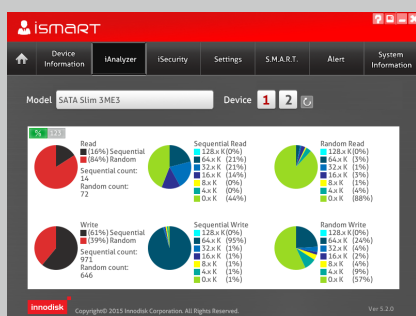 ismart
Device Information
iAnalyzer
iSecurity
Settings
S.M.A.R.T.
Alert
System Information
Model SATA Slim 3ME3 Device 1 2
% 123
Read
(16%) Sequential
(84%) Random
Sequential count:
14
Random count:
72
Sequential Read
128.x K(0%)
64.x K (21%)
32.x K (21%)
16.x K (14%)
8.x K (0%)
4.x K (0%)
0.x K (44%)
Random Read
128.x K(0%)
64.x K (3%)
32.x K (1%)
16.x K (3%)
8.x K (1%)
4.x K (4%)
0.x K (88%)
Write
(61%) Sequential
(39%) Random
Sequential count:
971
Random count:
646
Sequential Write
128.x K(0%)
64.x K (95%)
32.x K (1%)
16.x K (1%)
8.x K (1%)
4.x K (1%)
0.x K (1%)
Random Write
128.x K(0%)
64.x K (24%)
32.x K (4%)
16.x K (2%)
8.x K (4%)
4.x K (9%)
0.x K (57%)
innodisk Copyright© 2015 Innodisk Corporation. All Rights Reserved. Ver 3.2.0